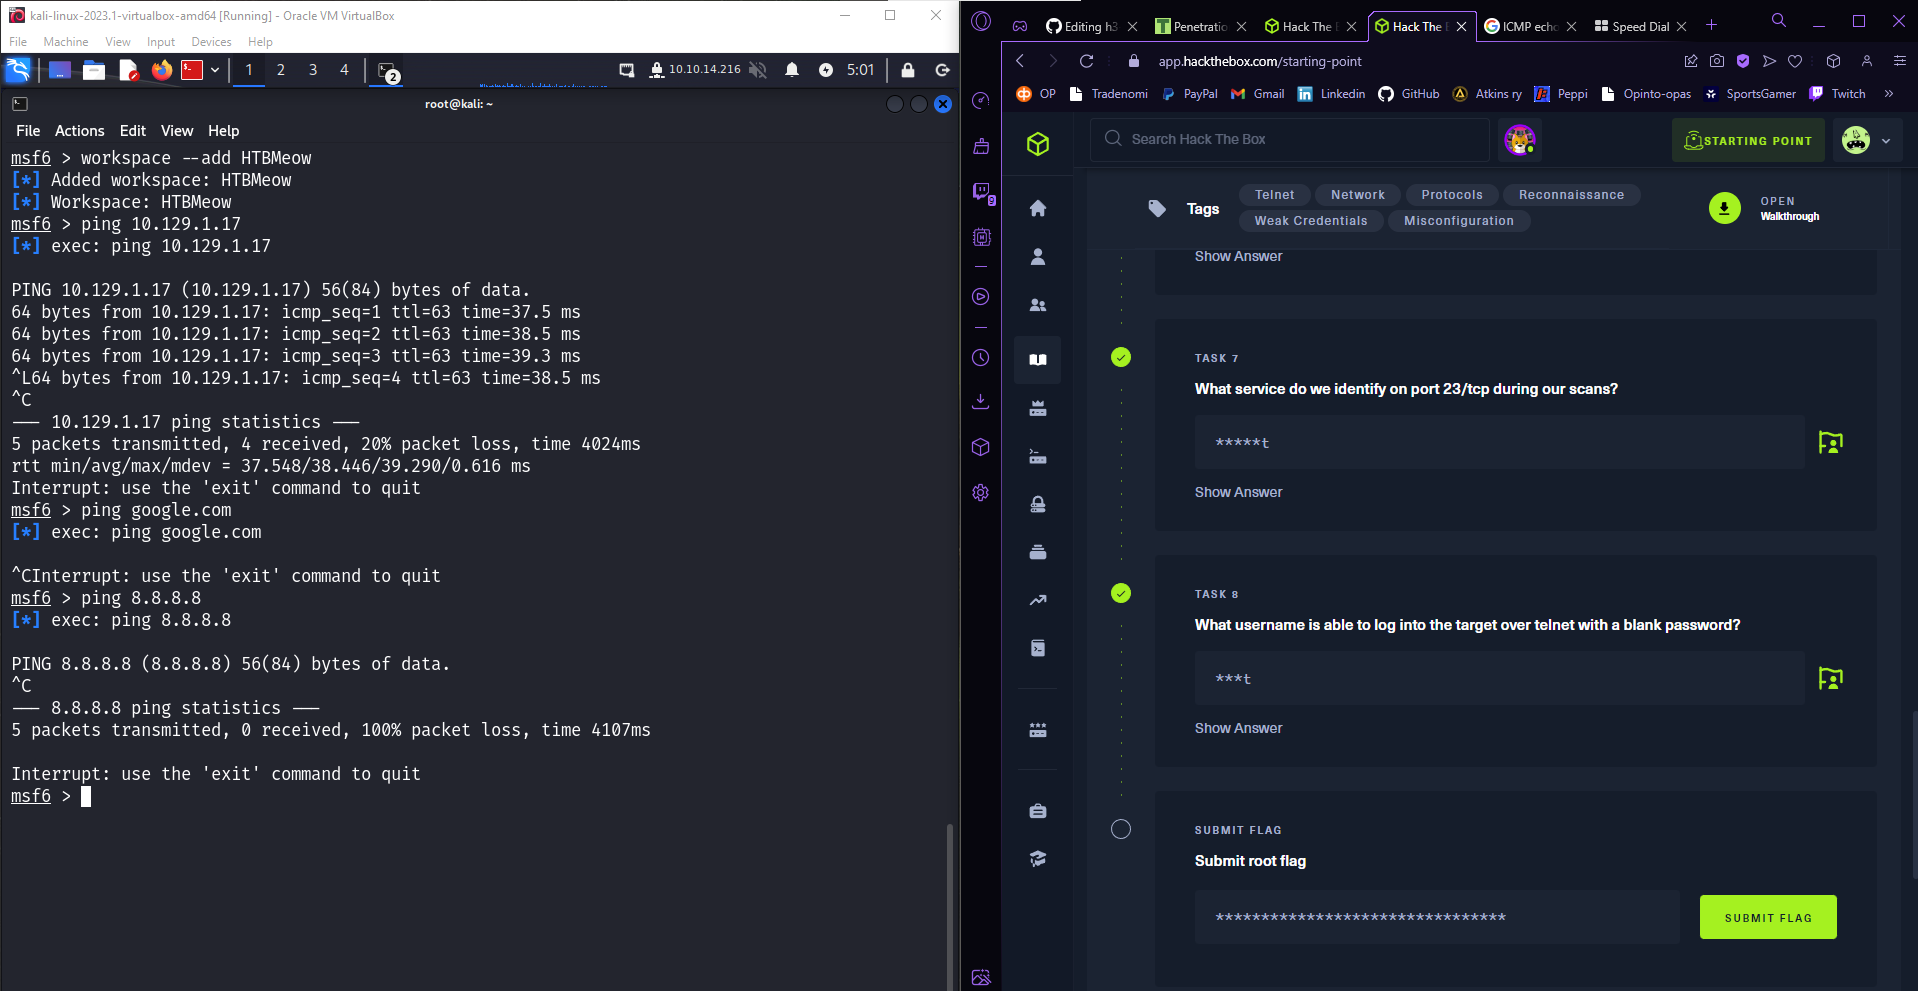 kali-linux-2023.1-virtualbox-amd64 [Running] - Oracle VM VirtualBox
File Machine View Input Devices Help
1 2 3 4
2
10.10.14.216
5:01
root@kali: ~
File Actions Edit View Help
msf6 > workspace --add HTBMeow
[*] Added workspace: HTBMeow
[*] Workspace: HTBMeow
msf6 > ping 10.129.1.17
[*] exec: ping 10.129.1.17
PING 10.129.1.17 (10.129.1.17) 56(84) bytes of data.
64 bytes from 10.129.1.17: icmp_seq=1 ttl=63 time=37.5 ms
64 bytes from 10.129.1.17: icmp_seq=2 ttl=63 time=38.5 ms
64 bytes from 10.129.1.17: icmp_seq=3 ttl=63 time=39.3 ms
^L64 bytes from 10.129.1.17: icmp_seq=4 ttl=63 time=38.5 ms
^C
--- 10.129.1.17 ping statistics ---
5 packets transmitted, 4 received, 20% packet loss, time 4024ms
rtt min/avg/max/mdev = 37.548/38.446/39.290/0.616 ms
Interrupt: use the 'exit' command to quit
msf6 > ping google.com
[*] exec: ping google.com
^CInterrupt: use the 'exit' command to quit
msf6 > ping 8.8.8.8
[*] exec: ping 8.8.8.8
PING 8.8.8.8 (8.8.8.8) 56(84) bytes of data.
^C
--- 8.8.8.8 ping statistics ---
5 packets transmitted, 0 received, 100% packet loss, time 4107ms
Interrupt: use the 'exit' command to quit
msf6 >
Editing h3 Penetratio Hack The B Hack The B ICMP echo Speed Dial
app.hackthebox.com/starting-point
OP Tradenomi PayPal Gmail Linkedin GitHub Atkins ry Peppi Opinto-opas SportsGamer Twitch »
9
Search Hack The Box
STARTING POINT
Tags
Telnet Network Protocols Reconnaissance
Weak Credentials Misconfiguration
OPEN
Walkthrough
Show Answer
TASK 7
What service do we identify on port 23/tcp during our scans?
*****t
Show Answer
TASK 8
What username is able to log into the target over telnet with a blank password?
***t
Show Answer
SUBMIT FLAG
Submit root flag
********************************
SUBMIT FLAG